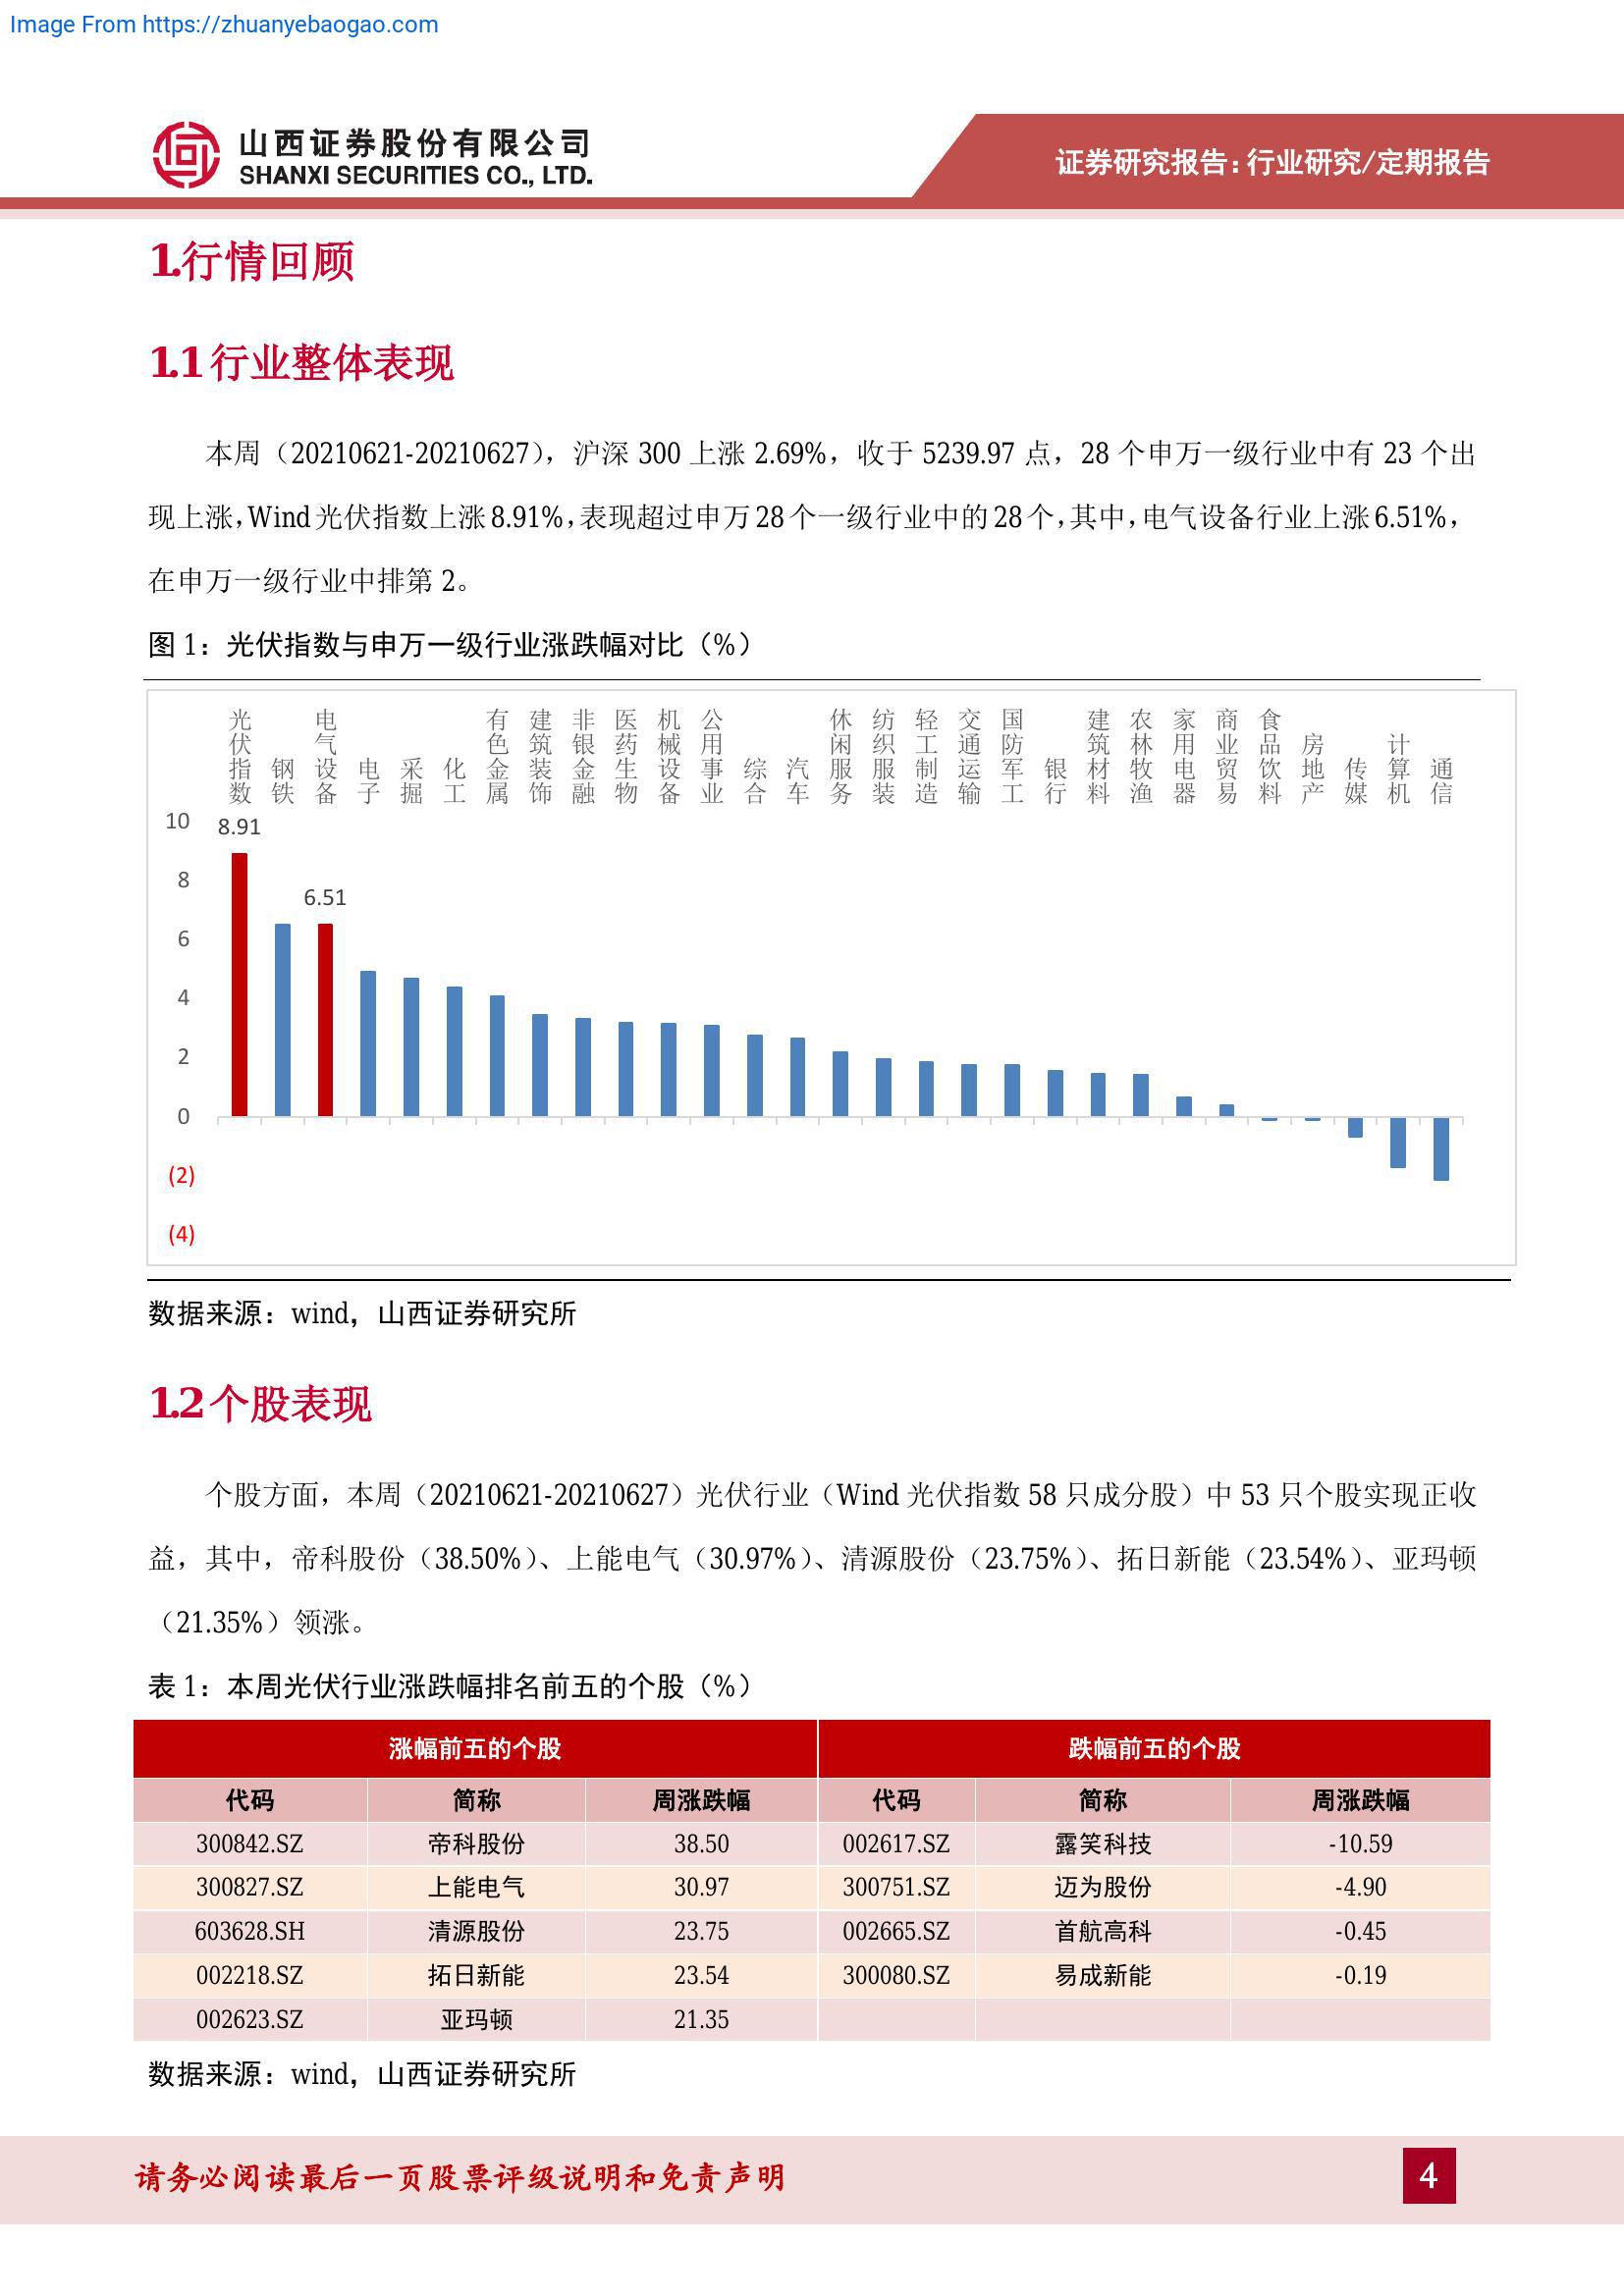 Image From https://zhuanyebaogao.com
山西证券股份有限公司
SHANXI SECURITIES CO., LTD.
证券研究报告：行业研究/定期报告
1.行情回顾
1.1 行业整体表现
本周（20210621-20210627），沪深 300 上涨 2.69%，收于 5239.97 点，28 个申万一级行业中有 23 个出
现上涨，Wind 光伏指数上涨 8.91%，表现超过申万 28 个一级行业中的 28 个，其中，电气设备行业上涨 6.51%，
在申万一级行业中排第 2。
图 1：光伏指数与申万一级行业涨跌幅对比（%）
光伏指数 钢铁 电气设备 电子 采掘 化工 有色金属 建筑装饰 非银金融 医药生物 机械设备 公用事业 综合 汽车 休闲服务 纺织服装 轻工制造 交通运输 国防军工 银行 建筑材料 农林牧渔 家用电器 商业贸易 食品饮料 房地产 传媒 计算机 通信
10
8.91
8
6.51
6
4
2
0
(2)
(4)
数据来源：wind，山西证券研究所
1.2 个股表现
个股方面，本周（20210621-20210627）光伏行业（Wind 光伏指数 58 只成分股）中 53 只个股实现正收
益，其中，帝科股份（38.50%）、上能电气（30.97%）、清源股份（23.75%）、拓日新能（23.54%）、亚玛顿
（21.35%）领涨。
表 1：本周光伏行业涨跌幅排名前五的个股（%）
涨幅前五的个股 跌幅前五的个股
代码 简称 周涨跌幅 代码 简称 周涨跌幅
300842.SZ 帝科股份 38.50 002617.SZ 露笑科技 -10.59
300827.SZ 上能电气 30.97 300751.SZ 迈为股份 -4.90
603628.SH 清源股份 23.75 002665.SZ 首航高科 -0.45
002218.SZ 拓日新能 23.54 300080.SZ 易成新能 -0.19
002623.SZ 亚玛顿 21.35
数据来源：wind，山西证券研究所
请务必阅读最后一页股票评级说明和免责声明
4